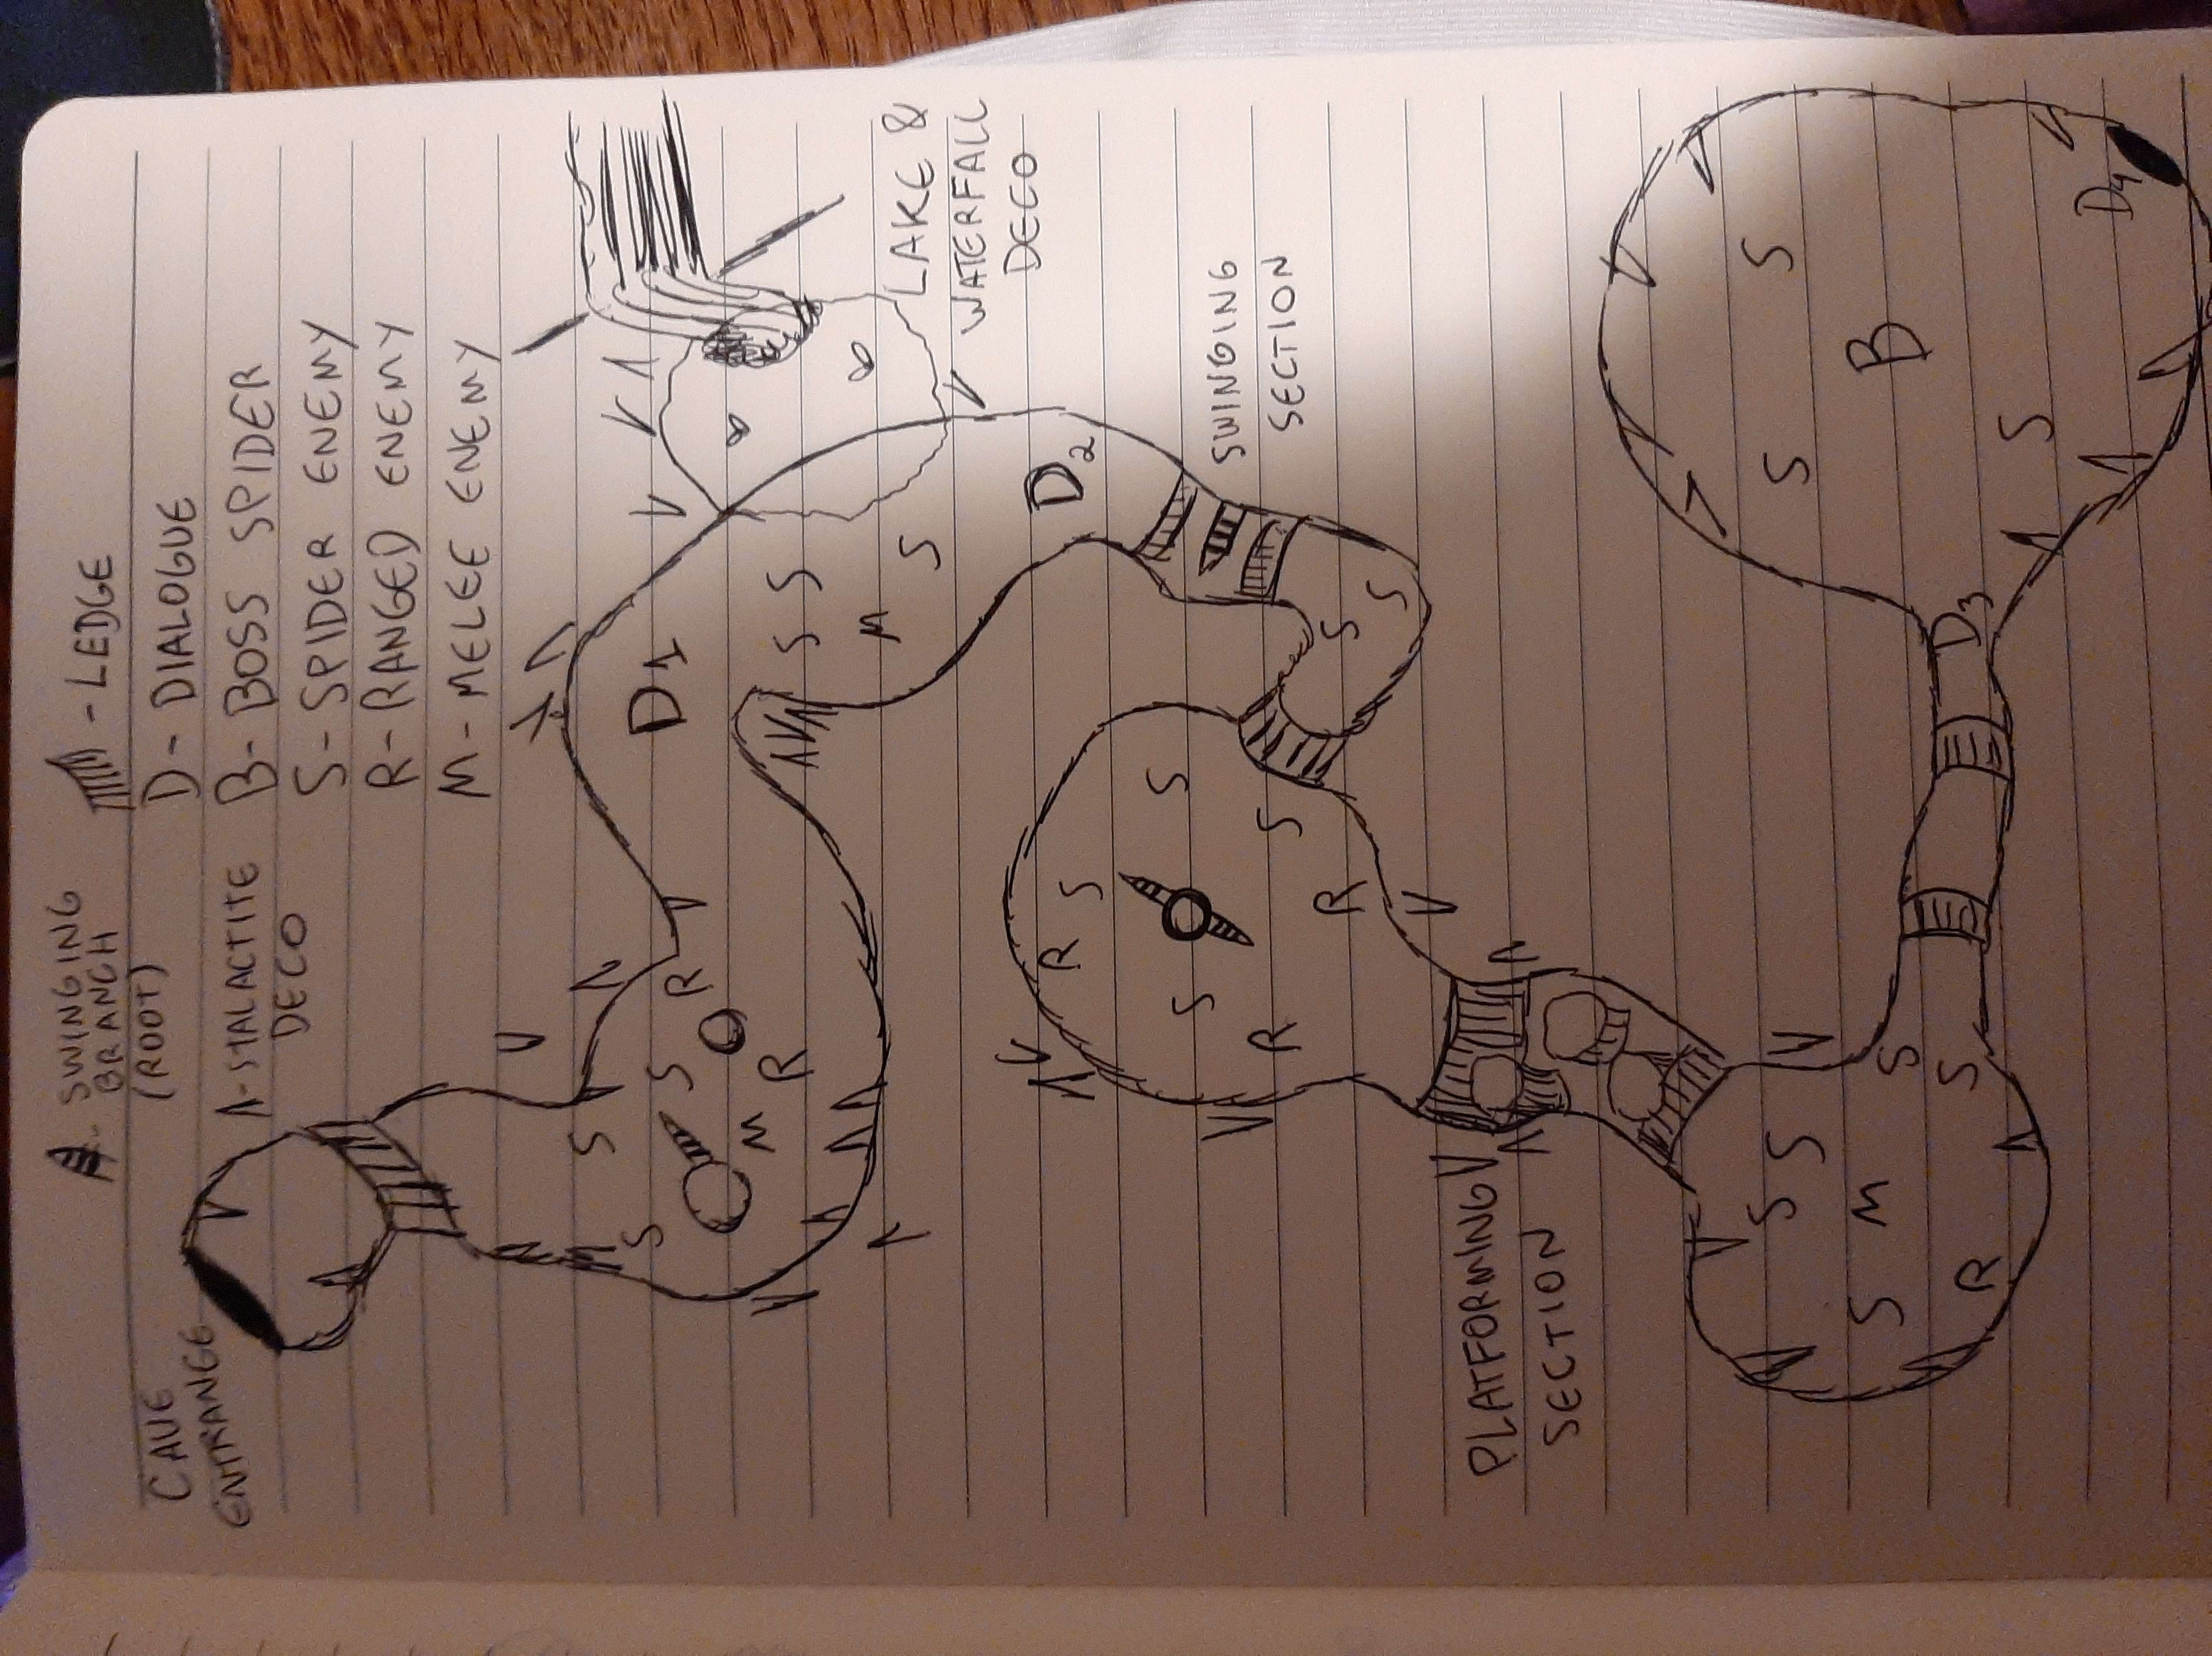 SWINGING
BRANCH
(ROOT)
- LEDGE
CAVE
ENTRANGE
D - DIALOGUE
- STALACTITE
DECO
B - BOSS SPIDER
S - SPIDER ENEMY
R - RANGED ENEMY
M - MELEE ENEMY
S
M
S
S
R
M
R
D1
S S
M
S
LAKE &
WATERFALL
DECO
D2
R
S
S
S
R
S
R
SWINGING
SECTION
S
S
PLATFORMING
SECTION
S
S
S M
S
S
R
S S
B
D3
S
D4